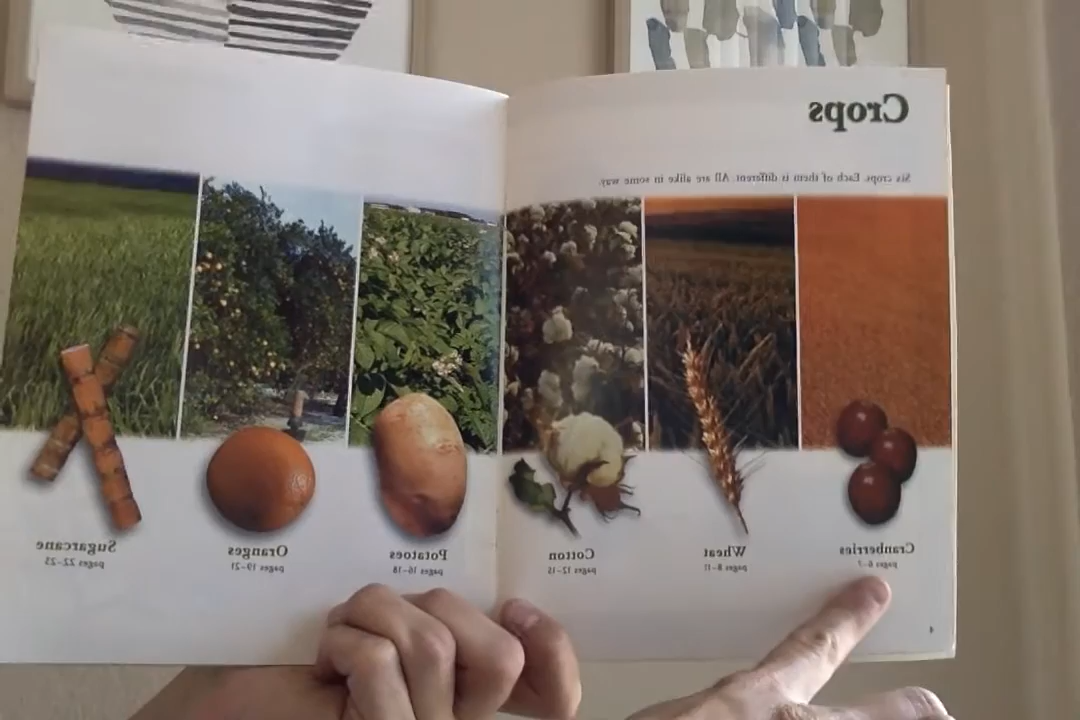 Crops
Six crops. Each of them is different. All are alike in some way.
Cranberries
pages 6–7
Wheat
pages 8–11
Cotton
pages 12–15
Potatoes
pages 16–18
Oranges
pages 19–21
Sugarcane
pages 22–23
4